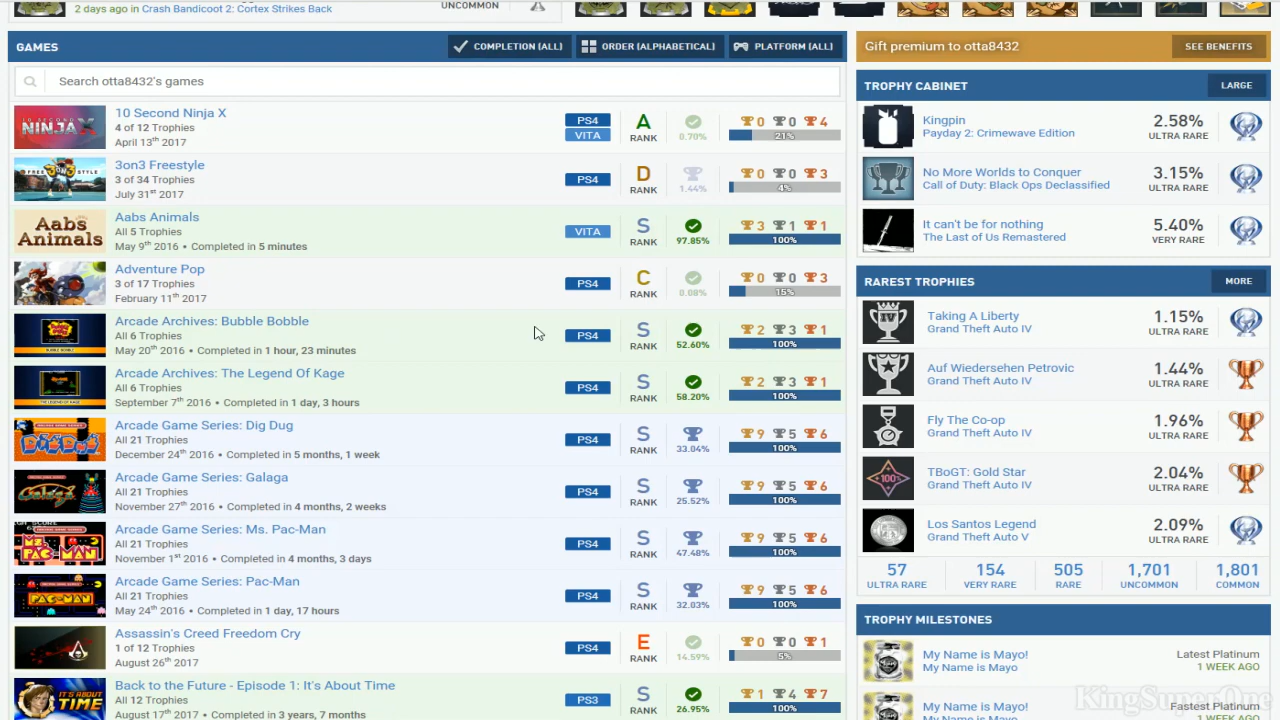 2 days ago in Crash Bandicoot 2: Cortex Strikes Back
UNCOMMON
GAMES
COMPLETION (ALL)
ORDER (ALPHABETICAL)
PLATFORM (ALL)
Search otta8432's games
10 Second Ninja X
4 of 12 Trophies
April 13th 2017
PS4
VITA
A
RANK
0.70%
0 0 4
21%
3on3 Freestyle
3 of 34 Trophies
July 31st 2017
PS4
D
RANK
1.44%
0 0 3
4%
Aabs Animals
All 5 Trophies
May 9th 2016 • Completed in 5 minutes
VITA
S
RANK
97.85%
3 1 1
100%
Adventure Pop
3 of 17 Trophies
February 11th 2017
PS4
C
RANK
0.08%
0 0 3
15%
Arcade Archives: Bubble Bobble
All 6 Trophies
May 20th 2016 • Completed in 1 hour, 23 minutes
PS4
S
RANK
52.60%
2 3 1
100%
Arcade Archives: The Legend Of Kage
All 6 Trophies
September 7th 2016 • Completed in 1 day, 3 hours
PS4
S
RANK
58.20%
2 3 1
100%
Arcade Game Series: Dig Dug
All 21 Trophies
December 24th 2016 • Completed in 5 months, 1 week
PS4
S
RANK
33.04%
9 5 6
100%
Arcade Game Series: Galaga
All 21 Trophies
November 27th 2016 • Completed in 4 months, 2 weeks
PS4
S
RANK
25.52%
9 5 6
100%
Arcade Game Series: Ms. Pac-Man
All 21 Trophies
November 1st 2016 • Completed in 4 months, 3 days
PS4
S
RANK
47.48%
9 5 6
100%
Arcade Game Series: Pac-Man
All 21 Trophies
May 24th 2016 • Completed in 1 day, 17 hours
PS4
S
RANK
32.03%
9 5 6
100%
Assassin's Creed Freedom Cry
1 of 12 Trophies
August 26th 2017
PS4
E
RANK
14.59%
0 0 1
5%
Back to the Future - Episode 1: It's About Time
All 12 Trophies
August 17th 2017 • Completed in 3 years, 7 months
PS3
S
RANK
26.95%
1 4 7
100%
Gift premium to otta8432
SEE BENEFITS
TROPHY CABINET
LARGE
Kingpin
Payday 2: Crimewave Edition
2.58%
ULTRA RARE
No More Worlds to Conquer
Call of Duty: Black Ops Declassified
3.15%
ULTRA RARE
It can't be for nothing
The Last of Us Remastered
5.40%
VERY RARE
RAREST TROPHIES
MORE
Taking A Liberty
Grand Theft Auto IV
1.15%
ULTRA RARE
Auf Wiedersehen Petrovic
Grand Theft Auto IV
1.44%
ULTRA RARE
Fly The Co-op
Grand Theft Auto IV
1.96%
ULTRA RARE
TBoGT: Gold Star
Grand Theft Auto IV
2.04%
ULTRA RARE
Los Santos Legend
Grand Theft Auto V
2.09%
ULTRA RARE
57 154 505 1,701 1,801
ULTRA RARE VERY RARE RARE UNCOMMON COMMON
TROPHY MILESTONES
My Name is Mayo!
My Name is Mayo
Latest Platinum
1 WEEK AGO
My Name is Mayo!
My Name is Mayo
Fastest Platinum
1 WEEK AGO
KingSuperOne